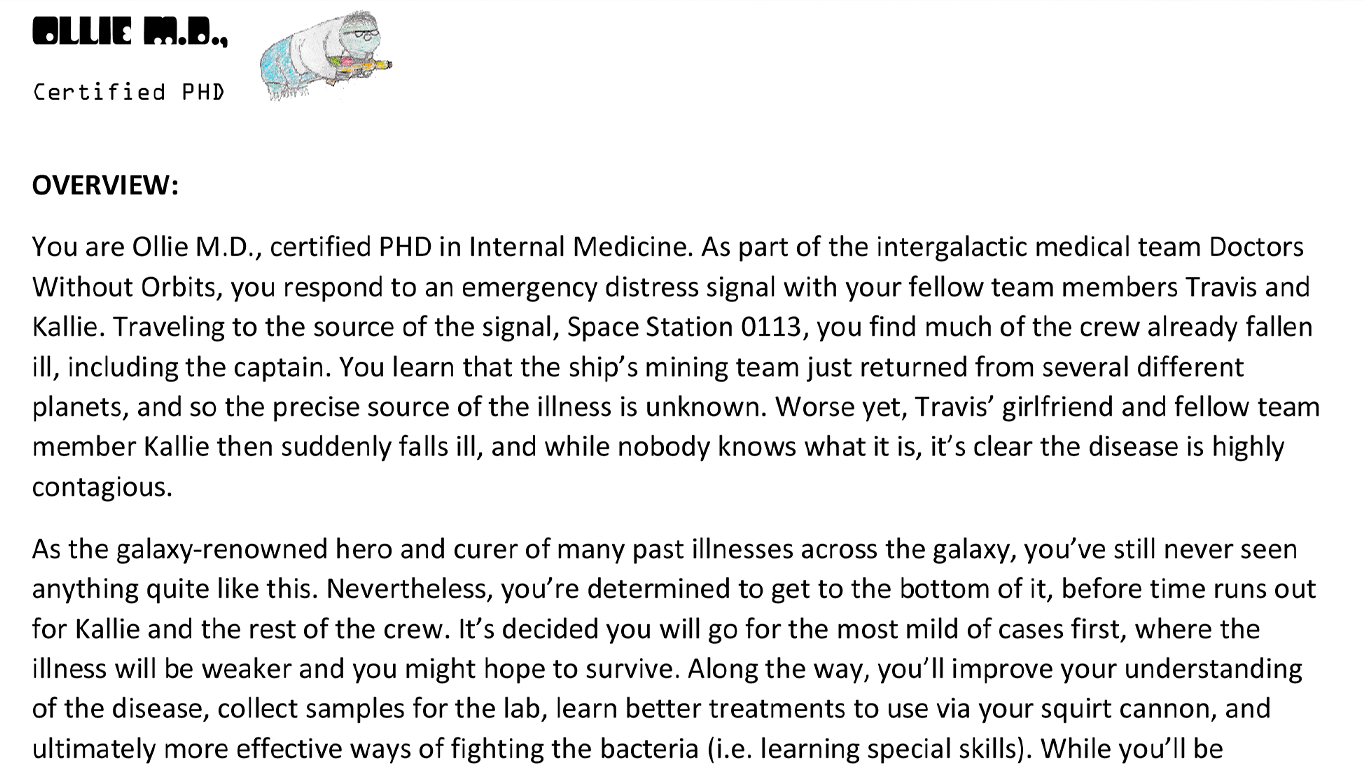 OLLIE M.D.,
Certified PHD
OVERVIEW:
You are Ollie M.D., certified PHD in Internal Medicine. As part of the intergalactic medical team Doctors
Without Orbits, you respond to an emergency distress signal with your fellow team members Travis and
Kallie. Traveling to the source of the signal, Space Station 0113, you find much of the crew already fallen
ill, including the captain. You learn that the ship’s mining team just returned from several different
planets, and so the precise source of the illness is unknown. Worse yet, Travis’ girlfriend and fellow team
member Kallie then suddenly falls ill, and while nobody knows what it is, it’s clear the disease is highly
contagious.
As the galaxy-renowned hero and curer of many past illnesses across the galaxy, you’ve still never seen
anything quite like this. Nevertheless, you’re determined to get to the bottom of it, before time runs out
for Kallie and the rest of the crew. It’s decided you will go for the most mild of cases first, where the
illness will be weaker and you might hope to survive. Along the way, you’ll improve your understanding
of the disease, collect samples for the lab, learn better treatments to use via your squirt cannon, and
ultimately more effective ways of fighting the bacteria (i.e. learning special skills). While you’ll be